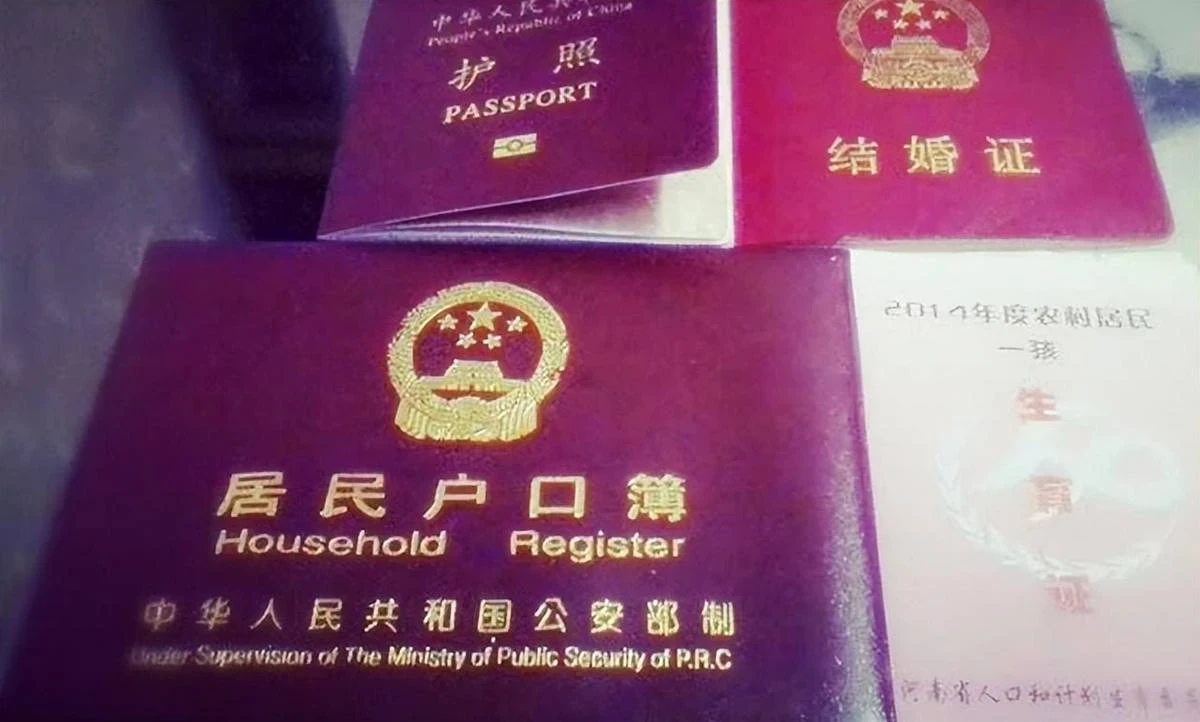 中华人民共
People's Republic of China
护照
PASSPORT
结婚证
居民户口簿
Household Register
中华人民共和国公安部制
Under Supervision of The Ministry of Public Security of P.R.C
2014年度农村居民
一孩
生
育
证
河南省人口和计划生育委